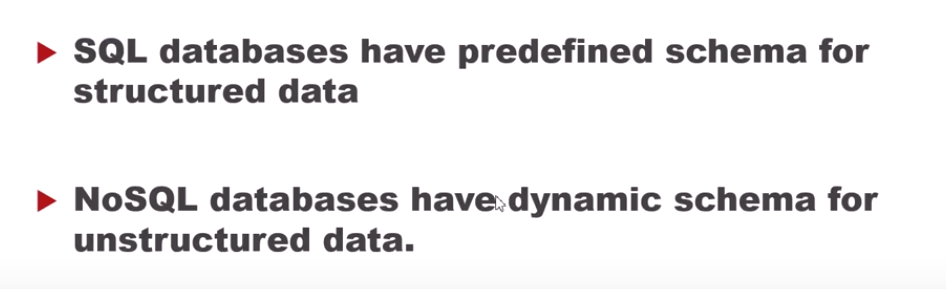 SQL databases have predefined schema for
structured data
NoSQL databases have dynamic schema for
unstructured data.